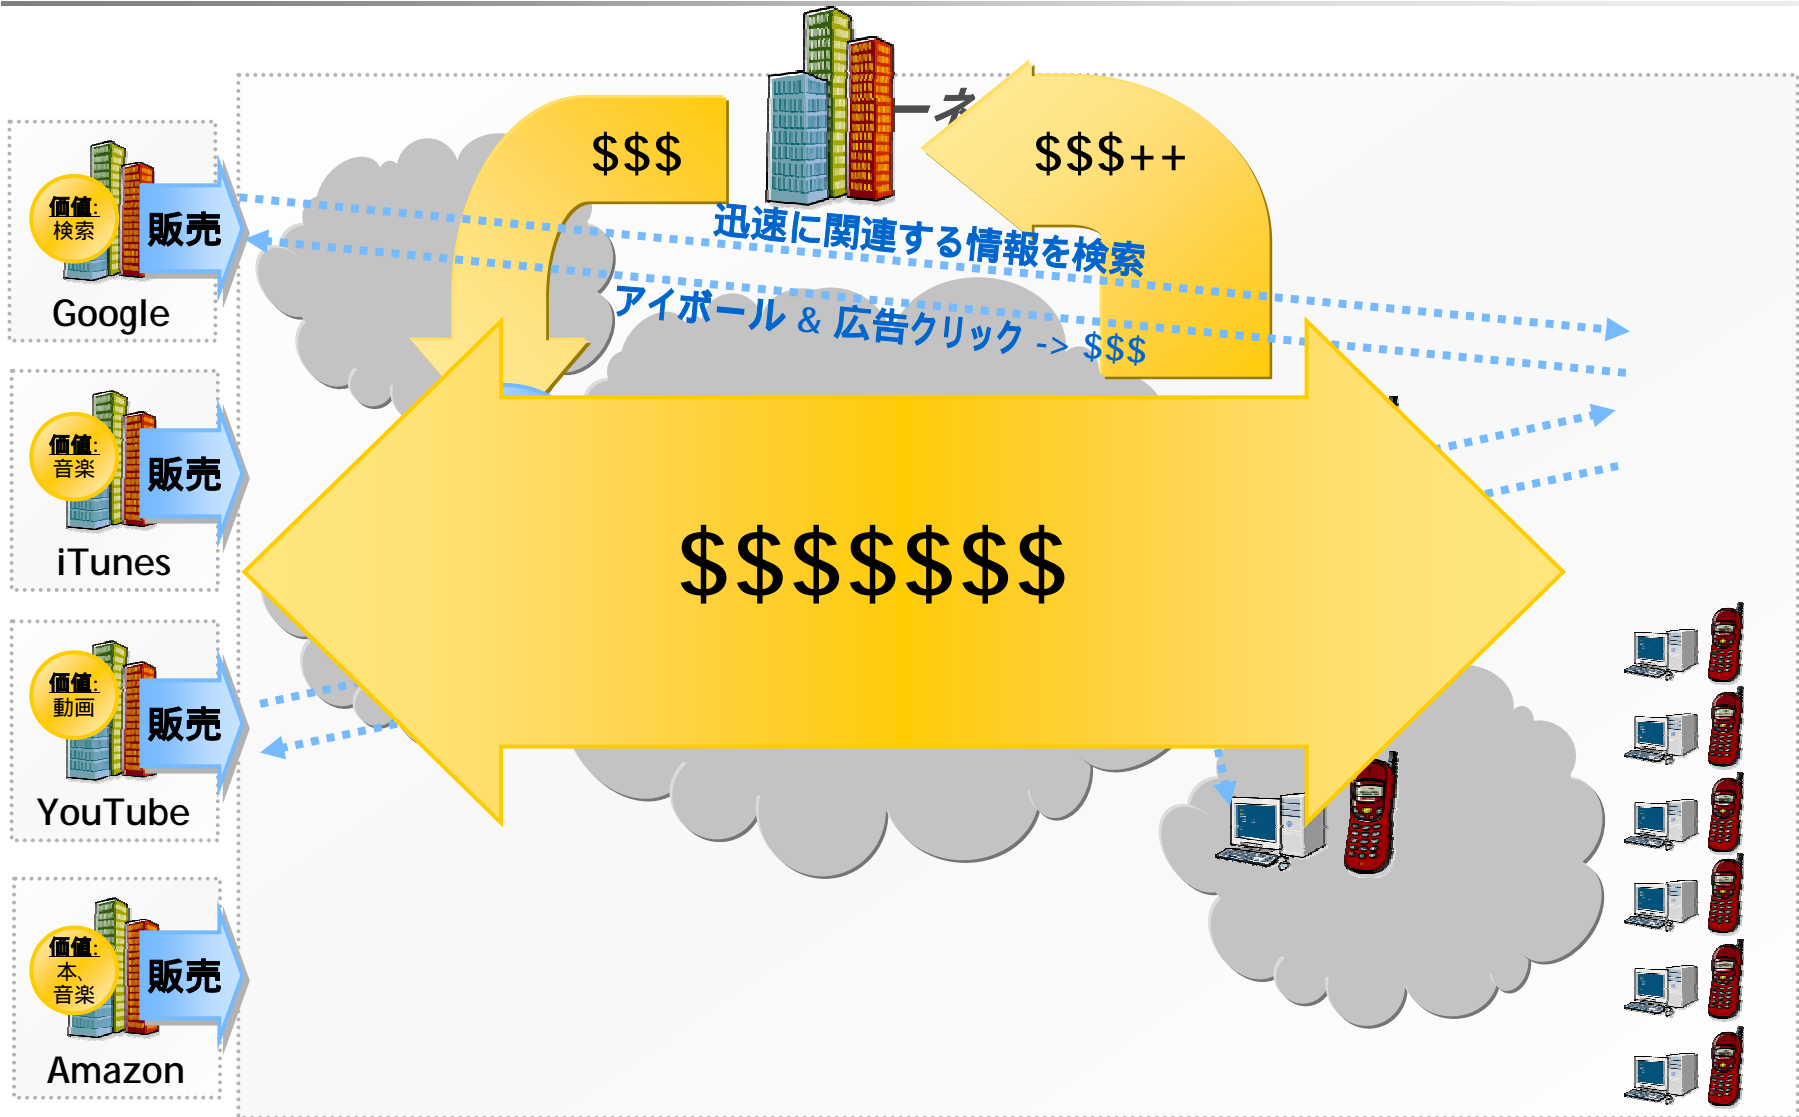 ーネ
$$$
$$$++
迅速に関連する情報を検索
アイボール & 広告クリック -> $$$
$$$$$$$
価値:
検索
販売
Google
価値:
音楽
販売
iTunes
価値:
動画
販売
YouTube
価値:
本、
音楽
販売
Amazon